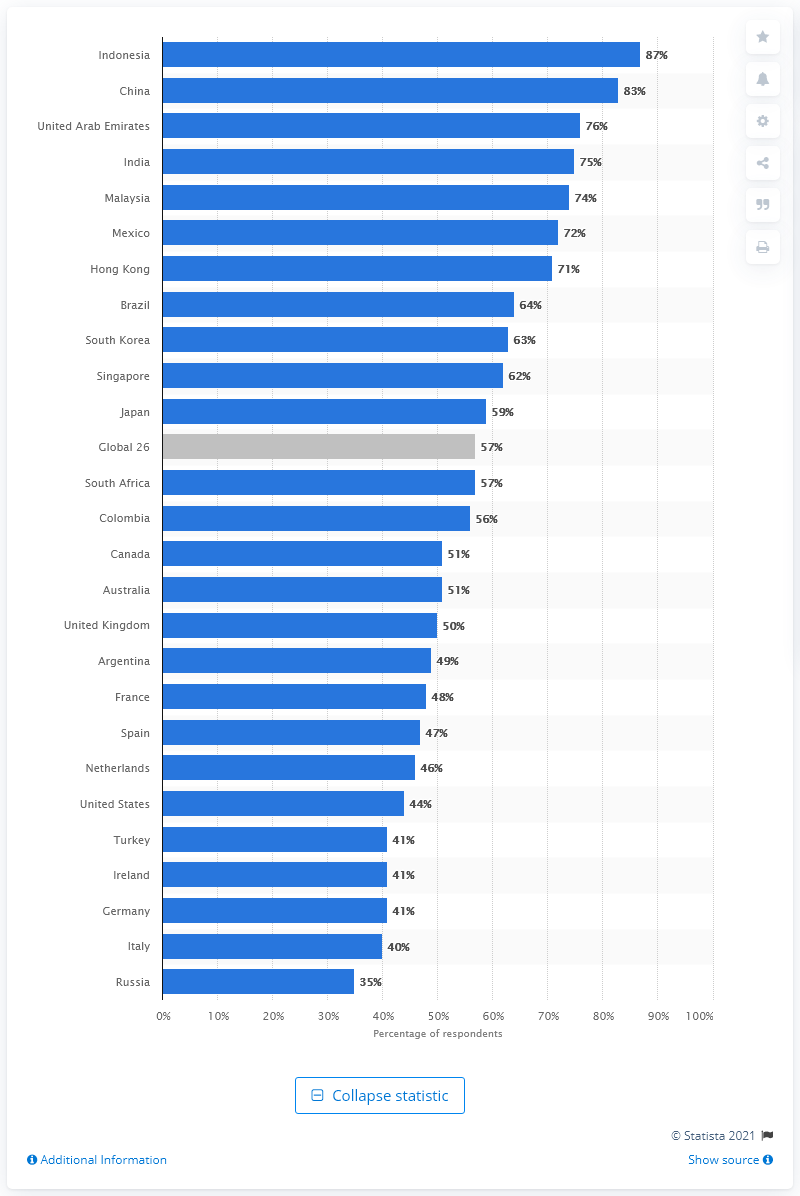 Indonesia 87%
China 83%
United Arab Emirates 76%
India 75%
Malaysia 74%
Mexico 72%
Hong Kong 71%
Brazil 64%
South Korea 63%
Singapore 62%
Japan 59%
Global 26 57%
South Africa 57%
Colombia 56%
Canada 51%
Australia 51%
United Kingdom 50%
Argentina 49%
France 48%
Spain 47%
Netherlands 46%
United States 44%
Turkey 41%
Ireland 41%
Germany 41%
Italy 40%
Russia 35%
0% 10% 20% 30% 40% 50% 60% 70% 80% 90% 100%
Percentage of respondents
Collapse statistic
© Statista 2021
Additional Information Show source